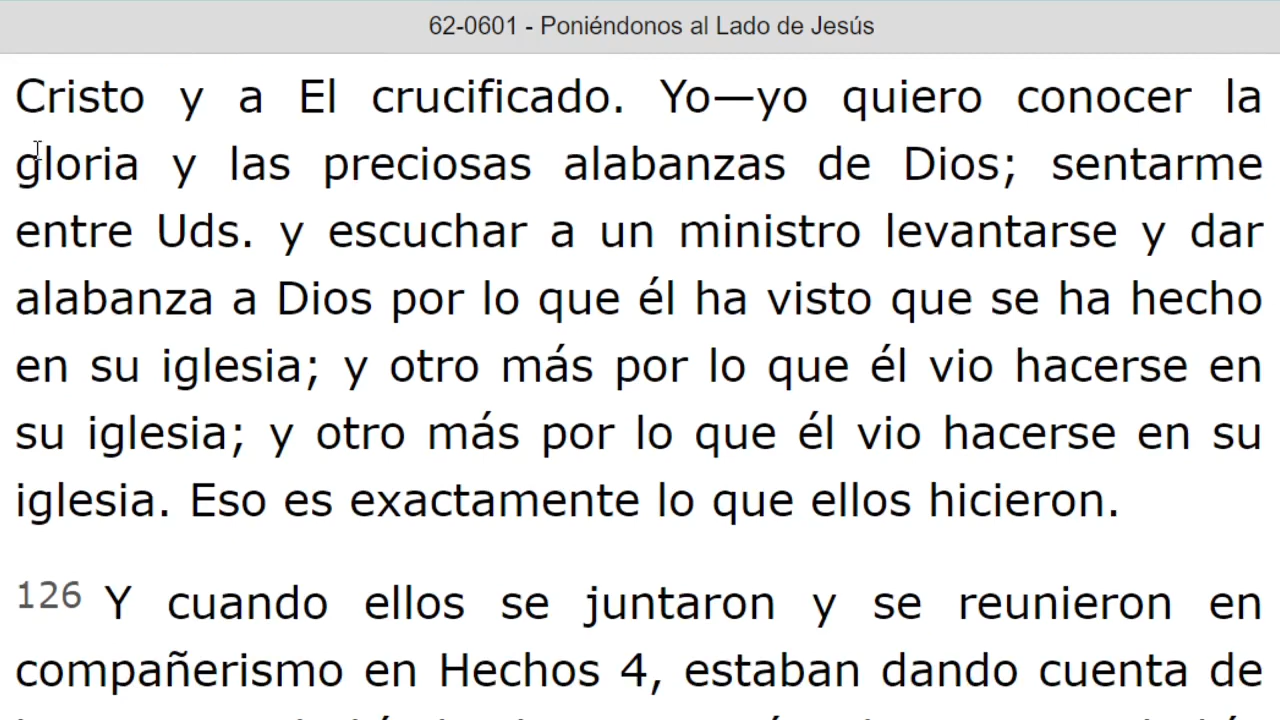 62-0601 - Poniéndonos al Lado de Jesús
Cristo y a El crucificado. Yo—yo quiero conocer la
gloria y las preciosas alabanzas de Dios; sentarme
entre Uds. y escuchar a un ministro levantarse y dar
alabanza a Dios por lo que él ha visto que se ha hecho
en su iglesia; y otro más por lo que él vio hacerse en
su iglesia; y otro más por lo que él vio hacerse en su
iglesia. Eso es exactamente lo que ellos hicieron.
126 Y cuando ellos se juntaron y se reunieron en
compañerismo en Hechos 4, estaban dando cuenta de